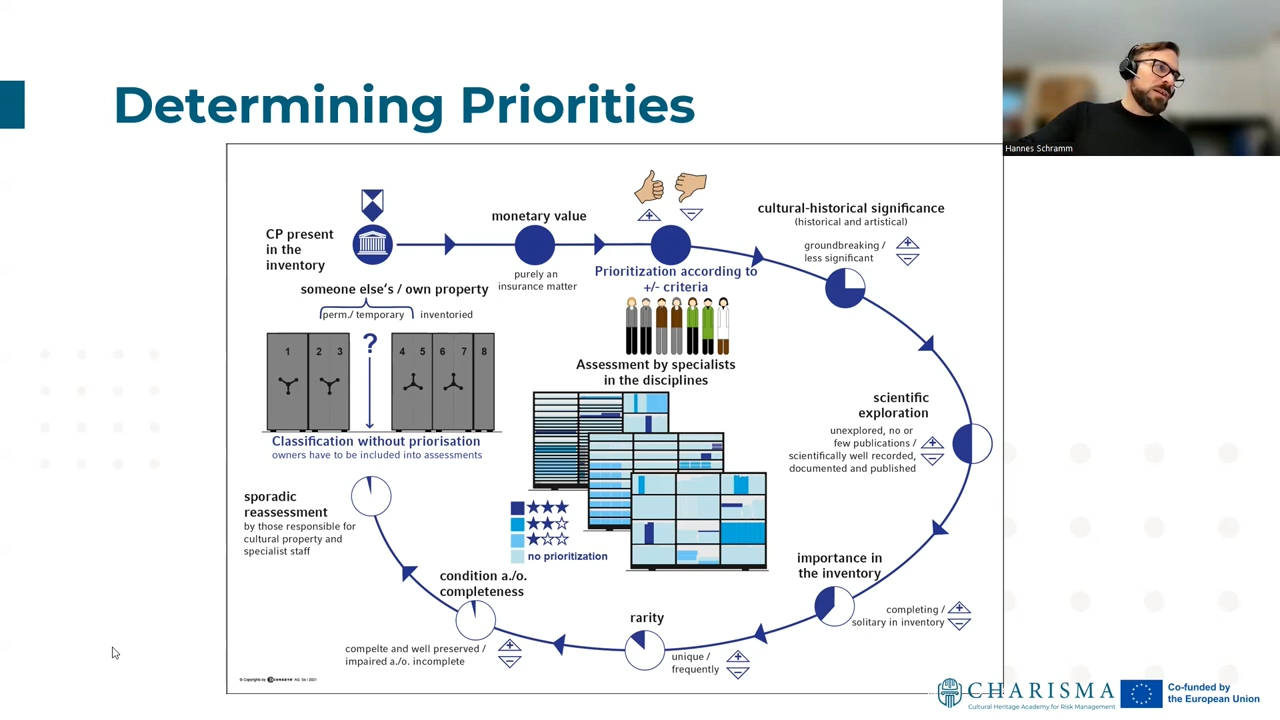 Determining Priorities
Hannes Schramm
CP present
in the
inventory
monetary value
purely an
insurance matter
Prioritization according to
+/- criteria
cultural-historical significance
(historical and artistical)
groundbreaking /
less significant
someone else's / own property
perm./ temporary
inventoried
1 2 3
?
4 5 6 7 8
Classification without priorisation
owners have to be included into assessments
Assessment by specialists
in the disciplines
scientific
exploration
unexplored, no or
few publications /
scientifically well recorded,
documented and published
sporadic
reassessment
by those responsible for
cultural property and
specialist staff
no prioritization
importance in
the inventory
completing /
solitary in inventory
condition a./o.
completeness
compelte and well preserved /
impaired a./o. incomplete
rarity
unique /
frequently
CHARISMA
Cultural Heritage Academy for Risk Management
Co-funded by
the European Union